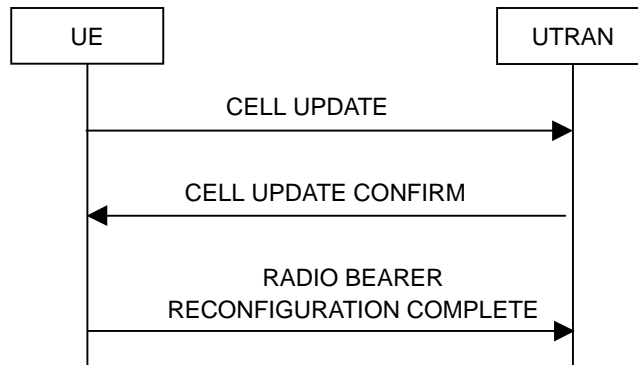 UE
UTRAN
CELL UPDATE
CELL UPDATE CONFIRM
RADIO BEARER
RECONFIGURATION COMPLETE